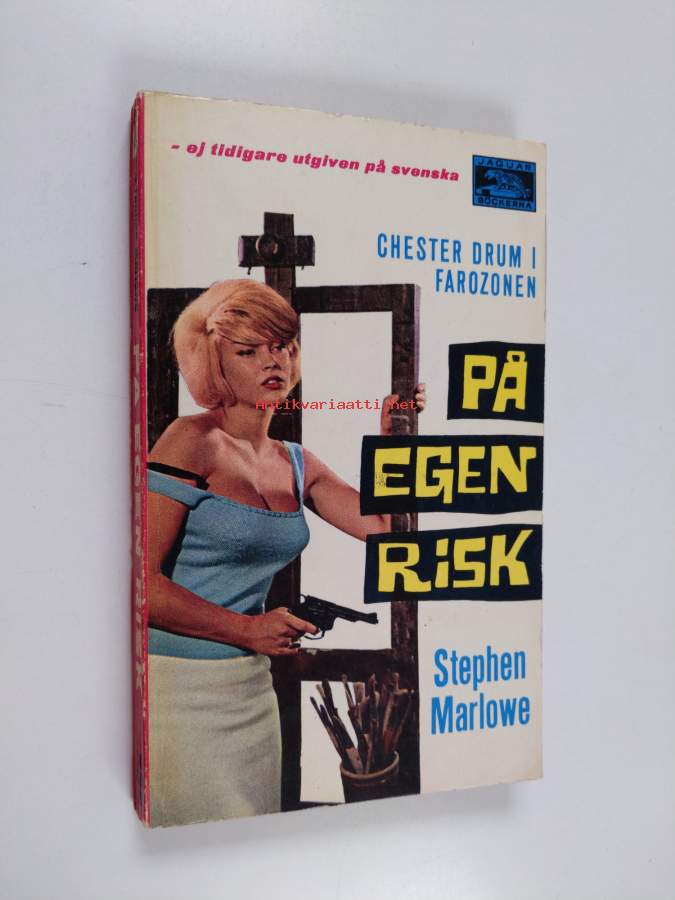 - ej tidigare utgiven på svenska
JAGUAR
BÖCKERNA
CHESTER DRUM I
FAROZONEN
PÅ
EGEN
RiSK
Stephen
Marlowe
Antikvariaatti.net
PÅ EGEN RISK